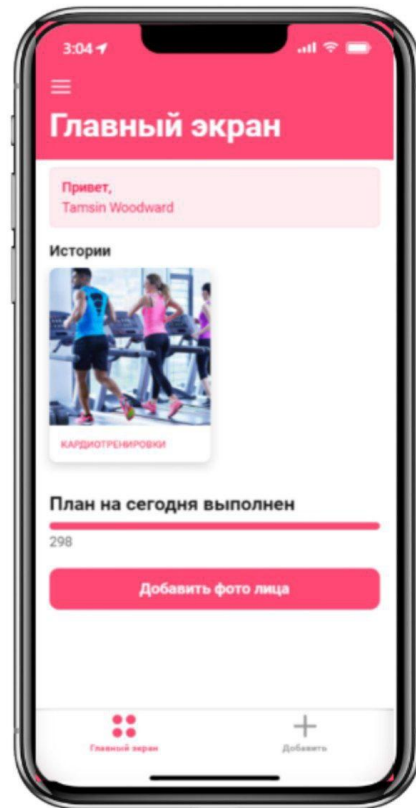 3:04
Главный экран
Привет,
Tamsin Woodward
Истории
КАРДИОТРЕНИРОВКИ
План на сегодня выполнен
298
Добавить фото лица
Главный экран
Добавить